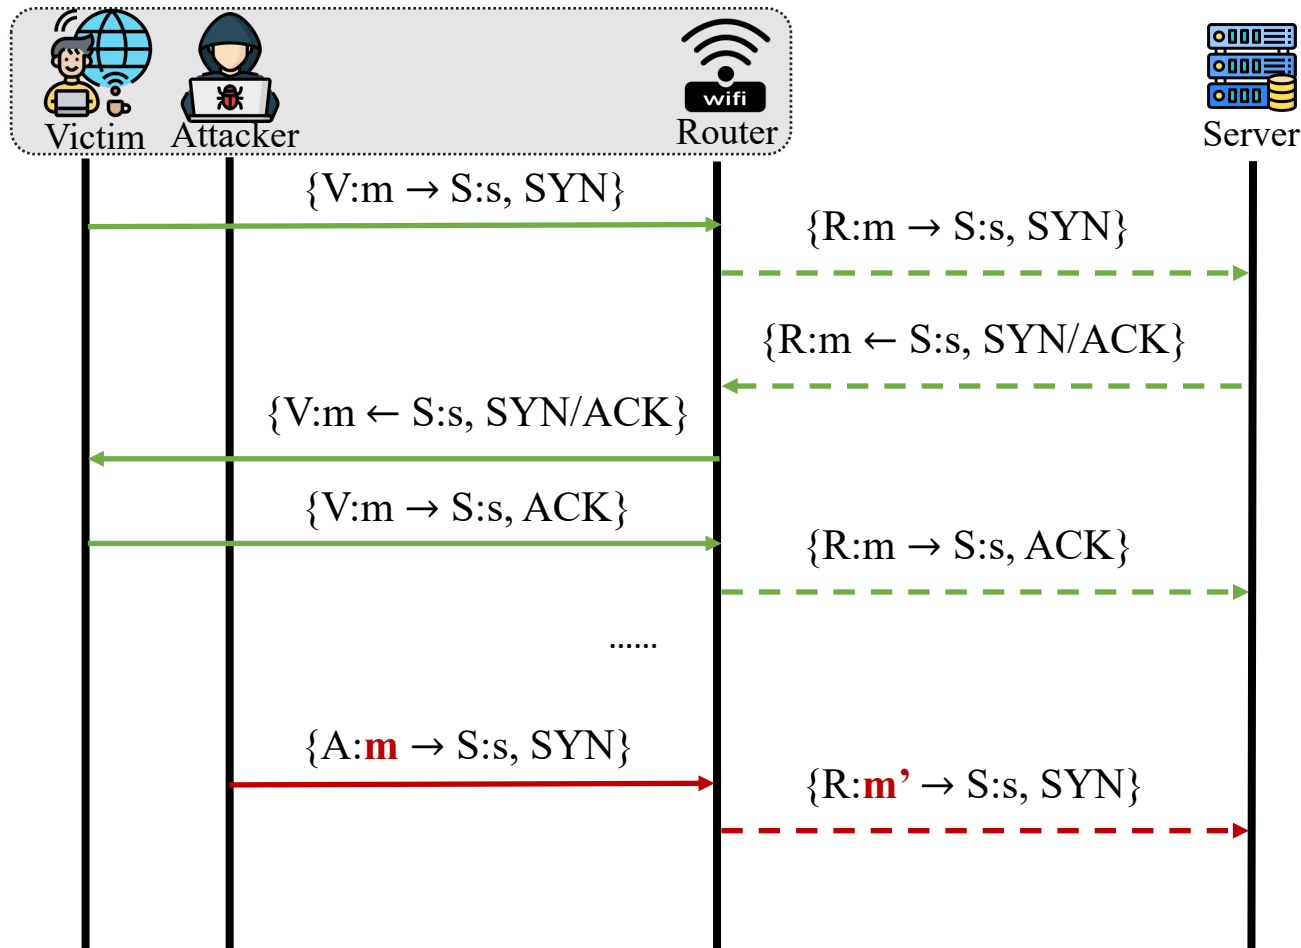 wifi
Victim
Attacker
Router
Server
{V:m → S:s, SYN}
{R:m → S:s, SYN}
{R:m ← S:s, SYN/ACK}
{V:m ← S:s, SYN/ACK}
{V:m → S:s, ACK}
{R:m → S:s, ACK}
......
{A:m → S:s, SYN}
{R:m’ → S:s, SYN}